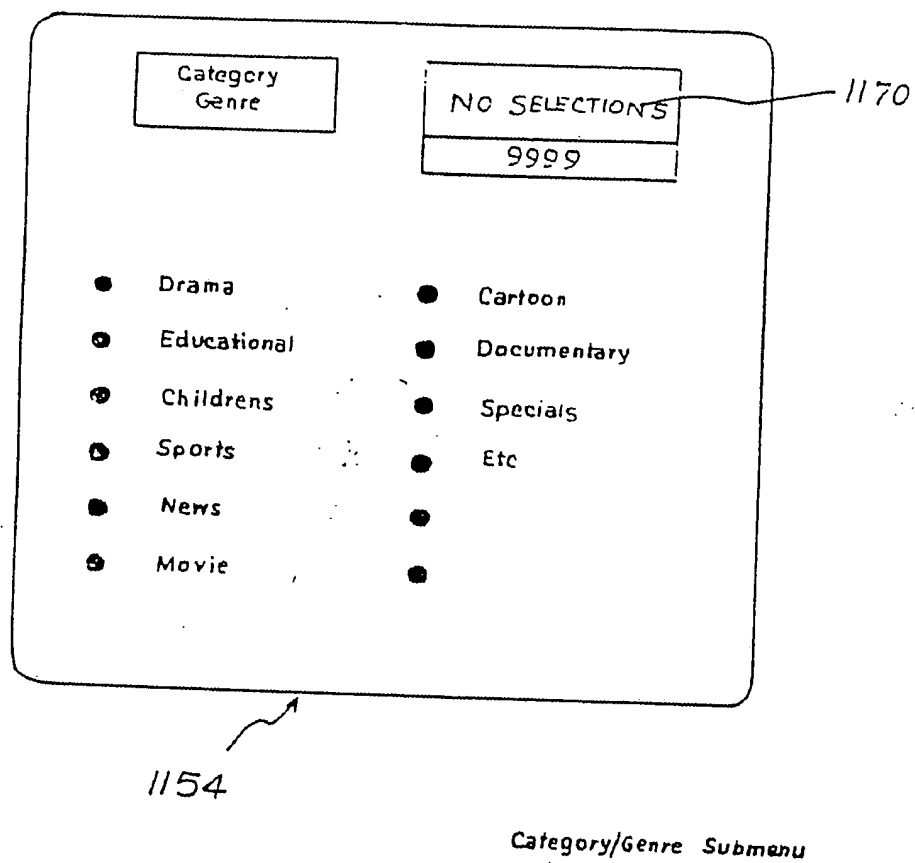 Category
Genre
NO SELECTIONS
1170
9999
Drama
Educational
Childrens
Sports
News
Movie
Cartoon
Documentary
Specials
Etc
1154
Category/Genre Submenu